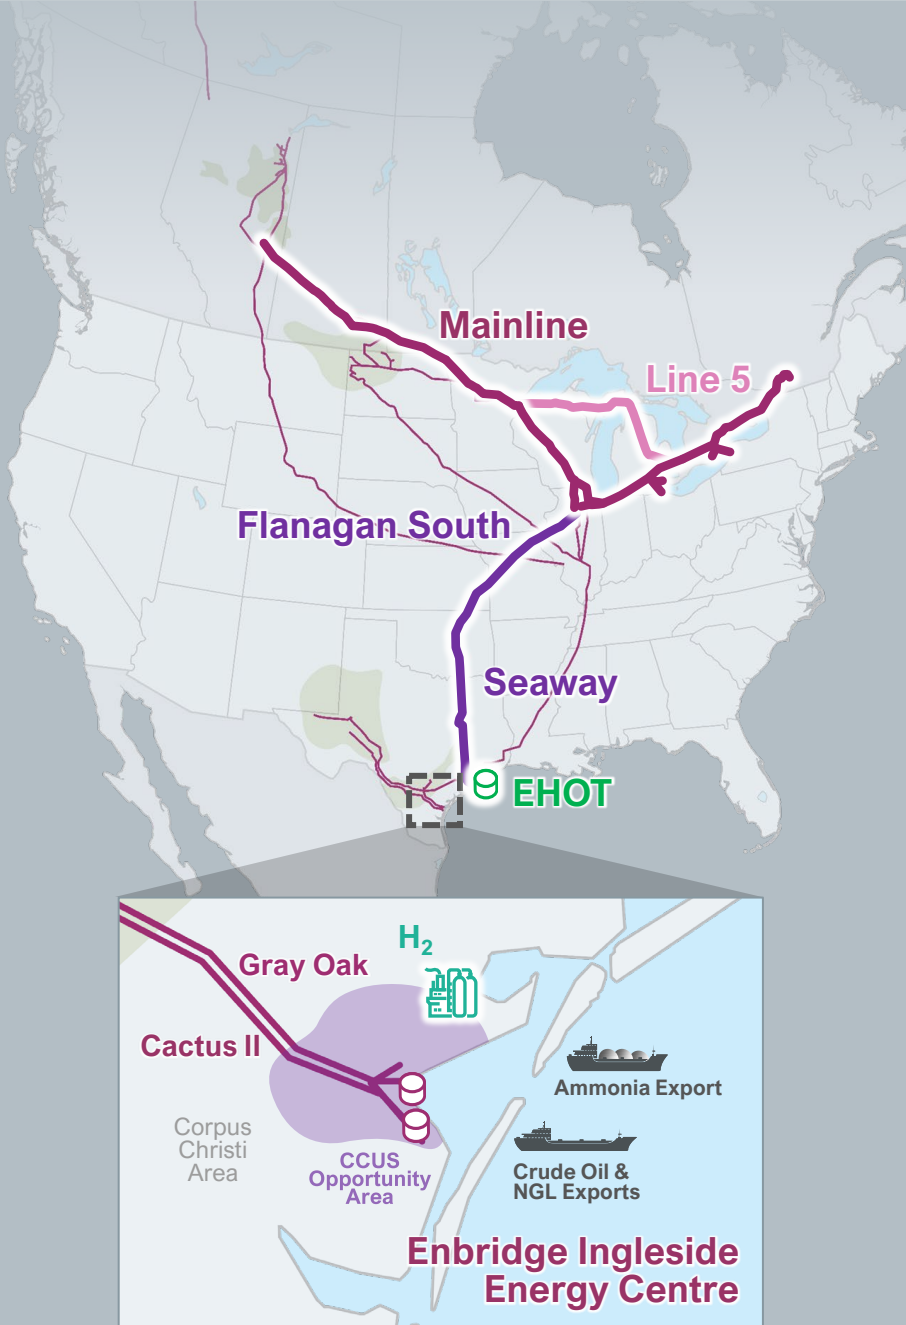 Mainline
Line 5
Flanagan South
Seaway
EHOT
H2
Gray Oak
Cactus II
Ammonia Export
Corpus
Christi
Area
CCUS
Opportunity
Area
Crude Oil &
NGL Exports
Enbridge Ingleside
Energy Centre